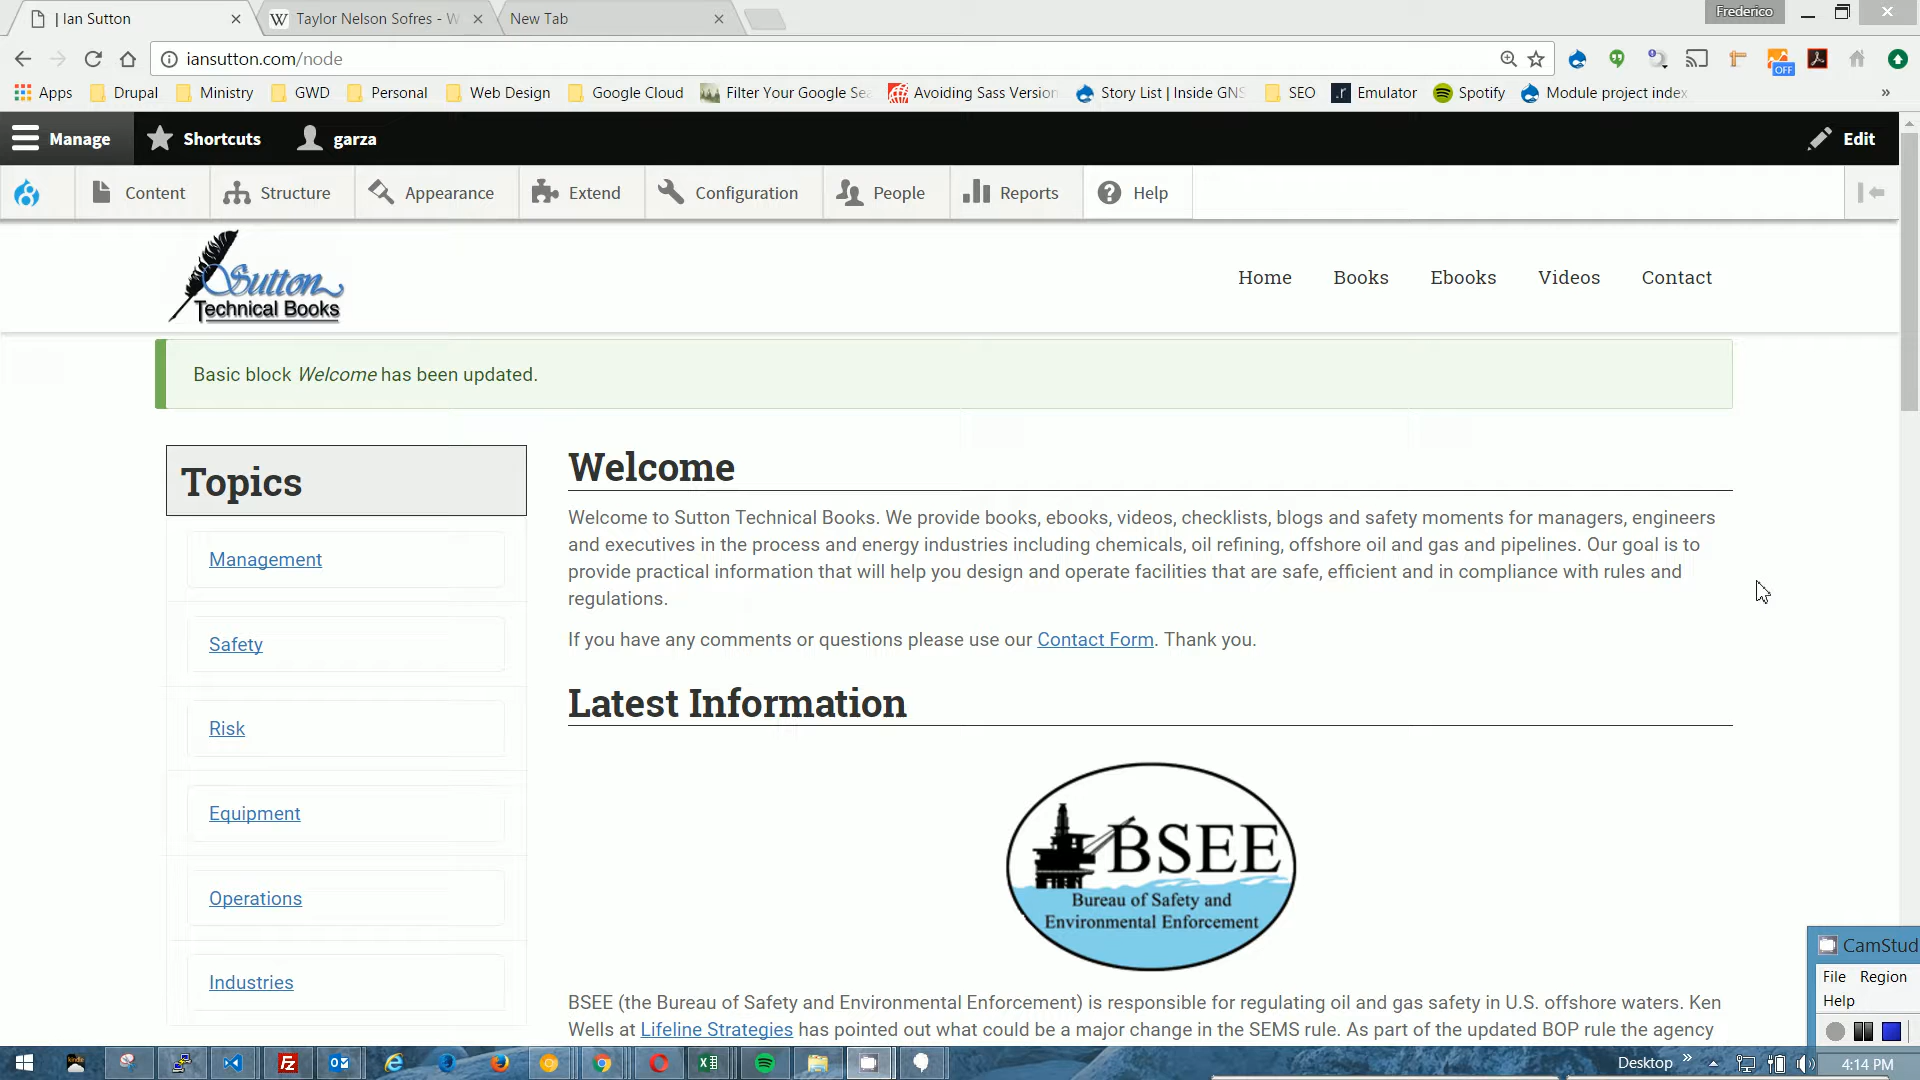 | Ian Sutton
Taylor Nelson Sofres - W
New Tab
Frederico
iansutton.com/node
OFF
Apps
Drupal
Ministry
GWD
Personal
Web Design
Google Cloud
Filter Your Google Sea
Avoiding Sass Version
Story List | Inside GNS
SEO
Emulator
Spotify
Module project index
Manage
Shortcuts
garza
Edit
Content
Structure
Appearance
Extend
Configuration
People
Reports
Help
Sutton
Technical Books
Home
Books
Ebooks
Videos
Contact
Basic block Welcome has been updated.
Topics
Management
Safety
Risk
Equipment
Operations
Industries
Welcome
Welcome to Sutton Technical Books. We provide books, ebooks, videos, checklists, blogs and safety moments for managers, engineers
and executives in the process and energy industries including chemicals, oil refining, offshore oil and gas and pipelines. Our goal is to
provide practical information that will help you design and operate facilities that are safe, efficient and in compliance with rules and
regulations.
If you have any comments or questions please use our Contact Form. Thank you.
Latest Information
BSEE
Bureau of Safety and
Environmental Enforcement
BSEE (the Bureau of Safety and Environmental Enforcement) is responsible for regulating oil and gas safety in U.S. offshore waters. Ken
Wells at Lifeline Strategies has pointed out what could be a major change in the SEMS rule. As part of the updated BOP rule the agency
CamStud
File Region
Help
Desktop
4:14 PM